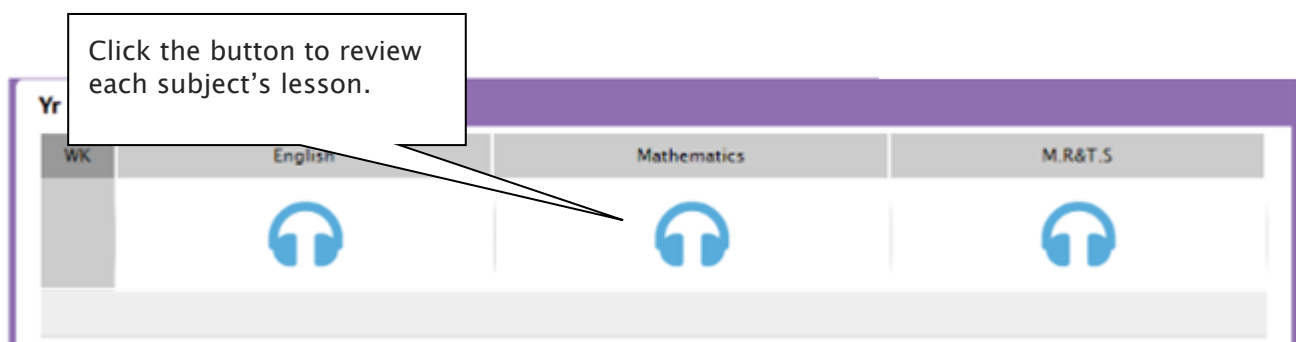 Click the button to review
each subject’s lesson.
Yr
WK English Mathematics M.R&T.S